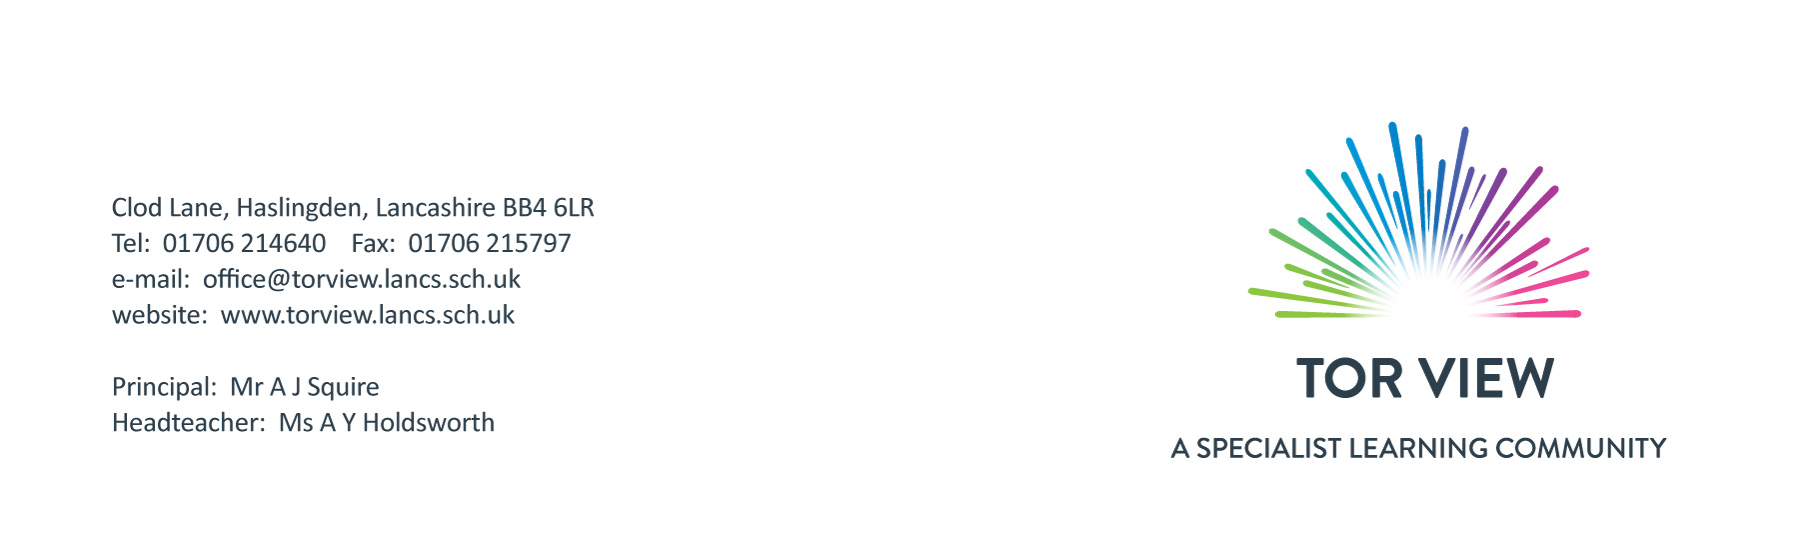 Clod Lane, Haslingden, Lancashire BB4 6LR
Tel: 01706 214640 Fax: 01706 215797
e-mail: office@torview.lancs.sch.uk
website: www.torview.lancs.sch.uk
Principal: Mr A J Squire
Headteacher: Ms A Y Holdsworth
TOR VIEW
A SPECIALIST LEARNING COMMUNITY